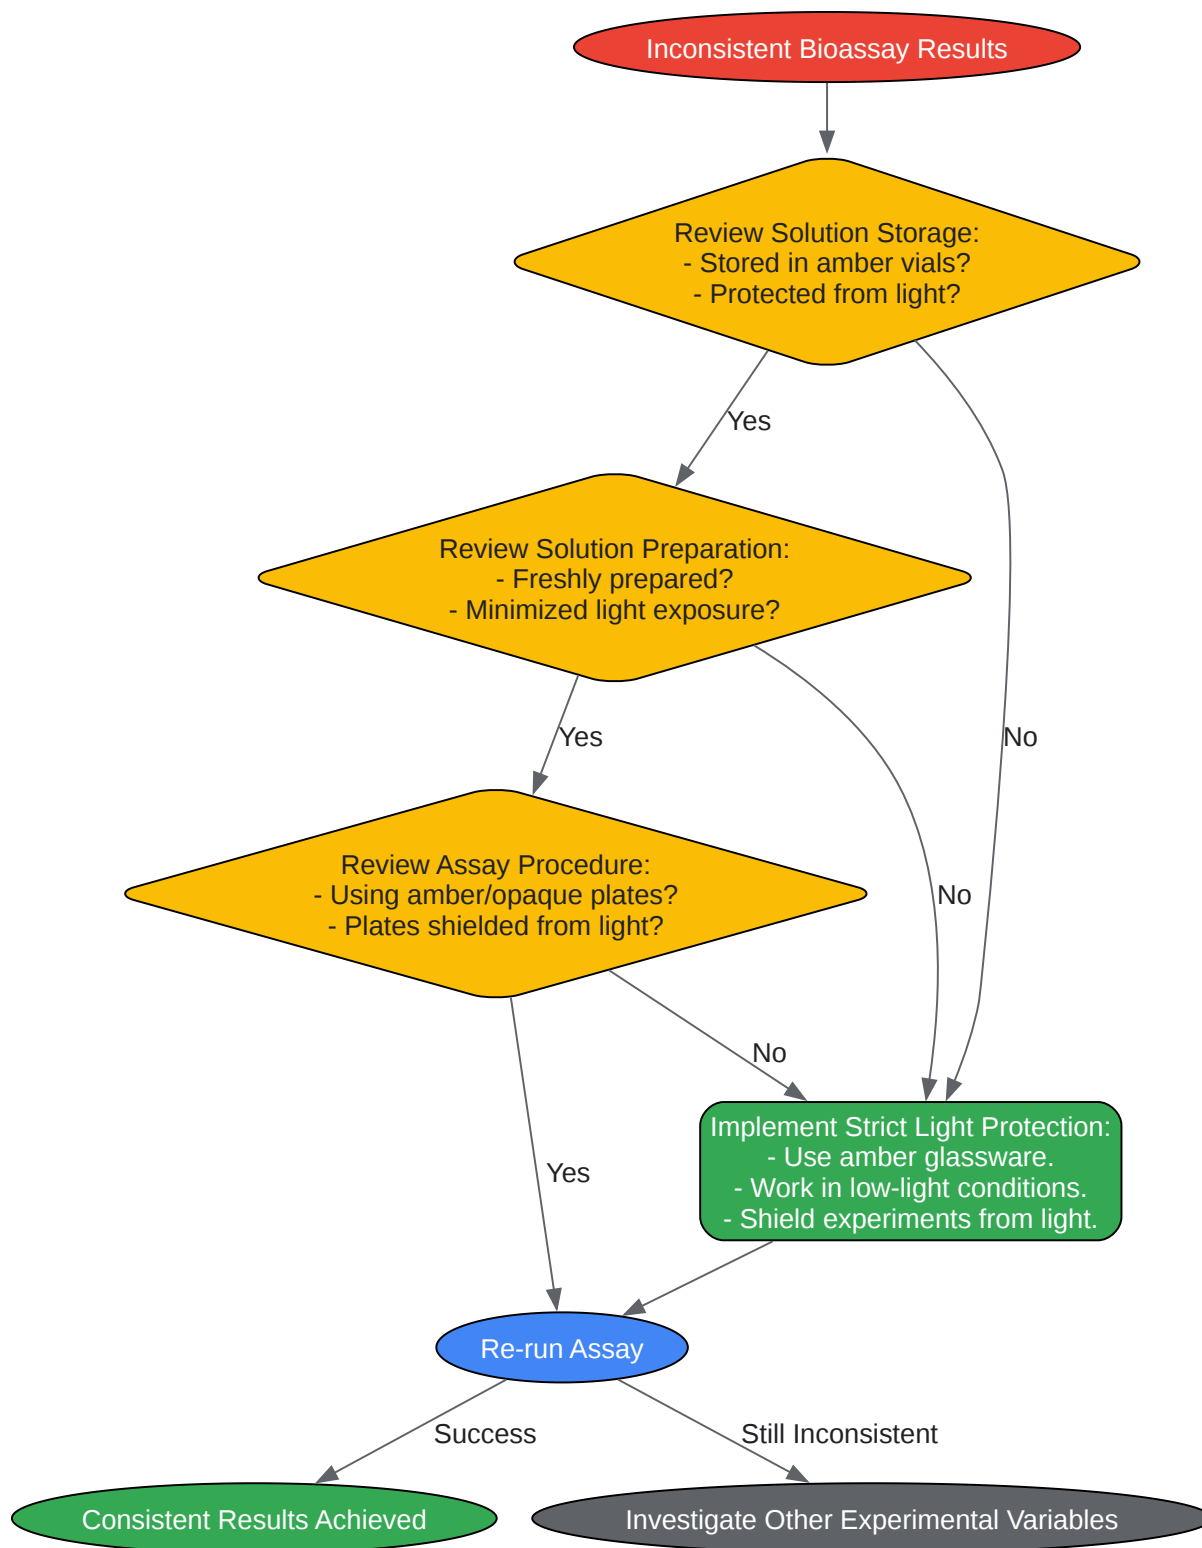 Inconsistent Bioassay Results
Review Solution Storage:
- Stored in amber vials?
- Protected from light?
Yes
Review Solution Preparation:
- Freshly prepared?
- Minimized light exposure?
Yes
No
Review Assay Procedure:
- Using amber/opaque plates?
- Plates shielded from light?
No
No
Implement Strict Light Protection:
- Use amber glassware.
- Work in low-light conditions.
- Shield experiments from light.
Yes
Re-run Assay
Success
Still Inconsistent
Consistent Results Achieved
Investigate Other Experimental Variables